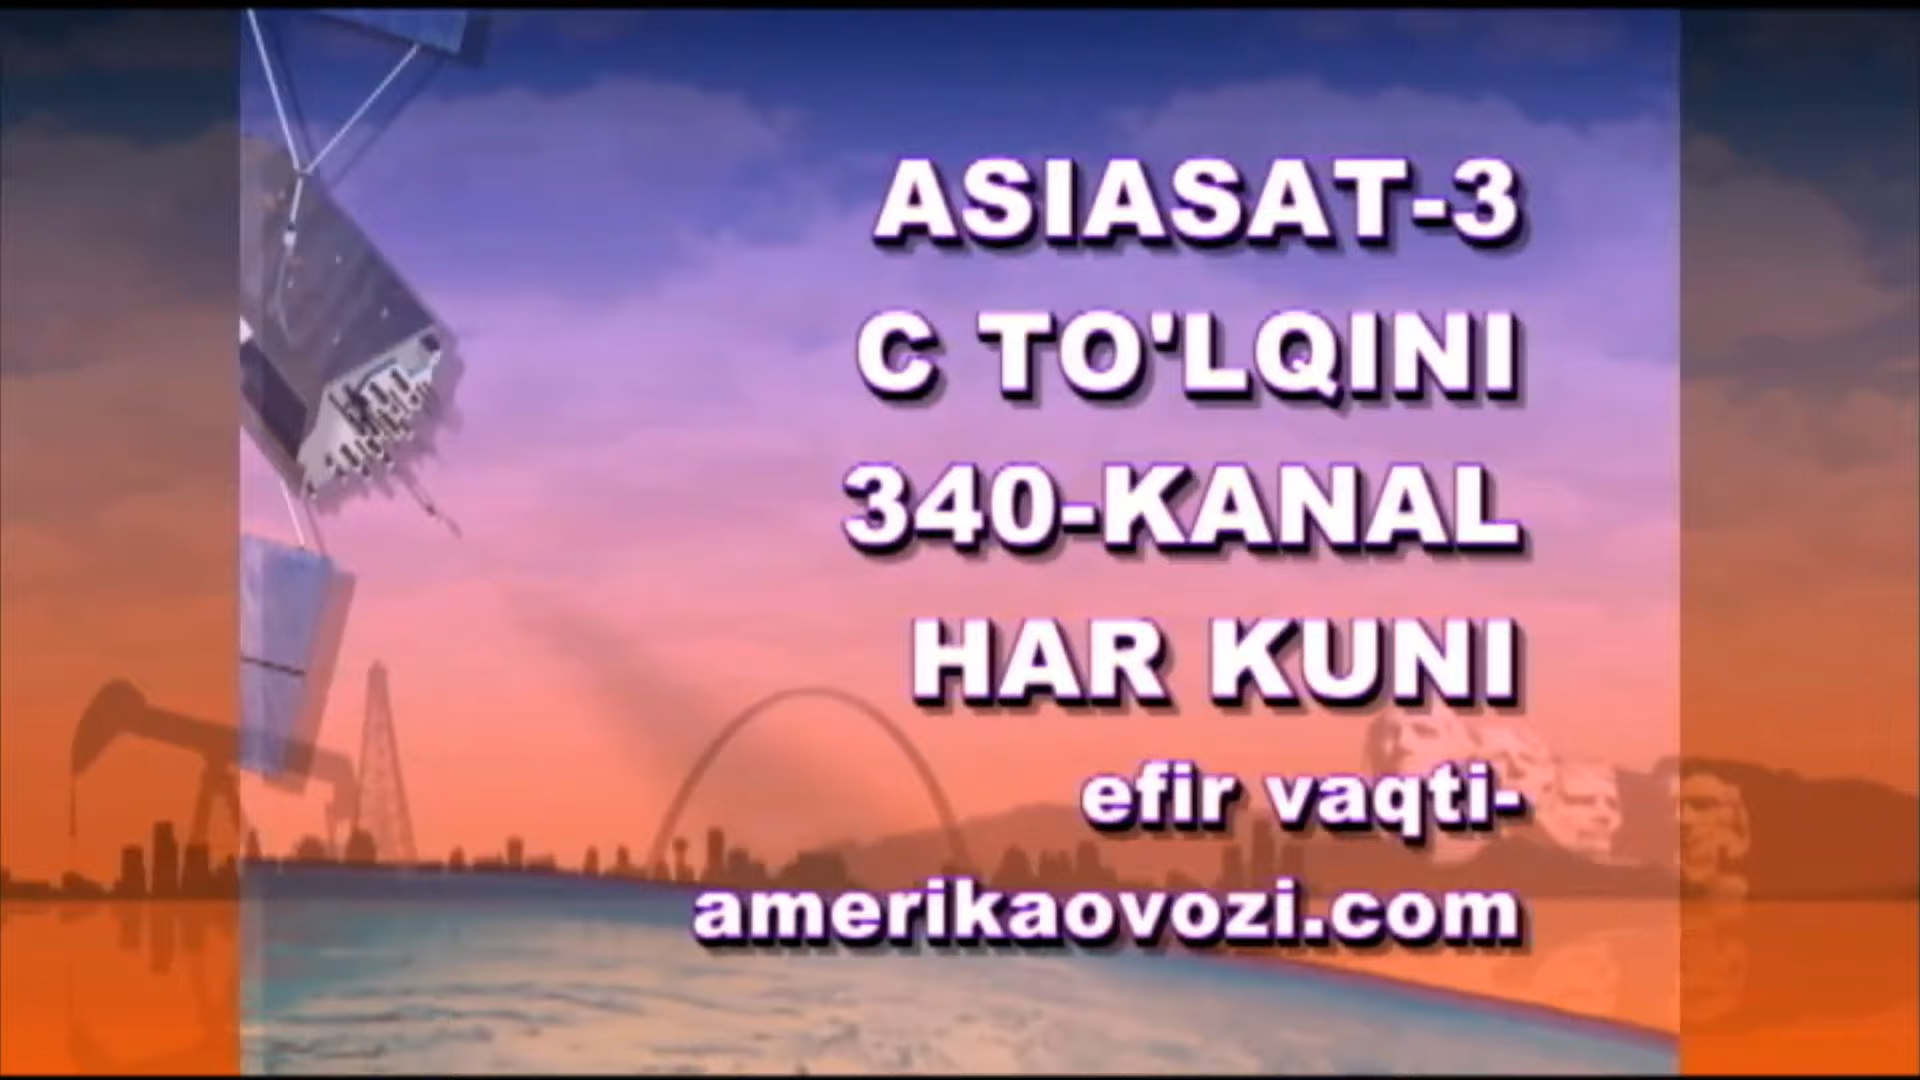 ASIASAT-3
C TO'LQINI
340-KANAL
HAR KUNI
efir vaqti-
amerikaovozi.com